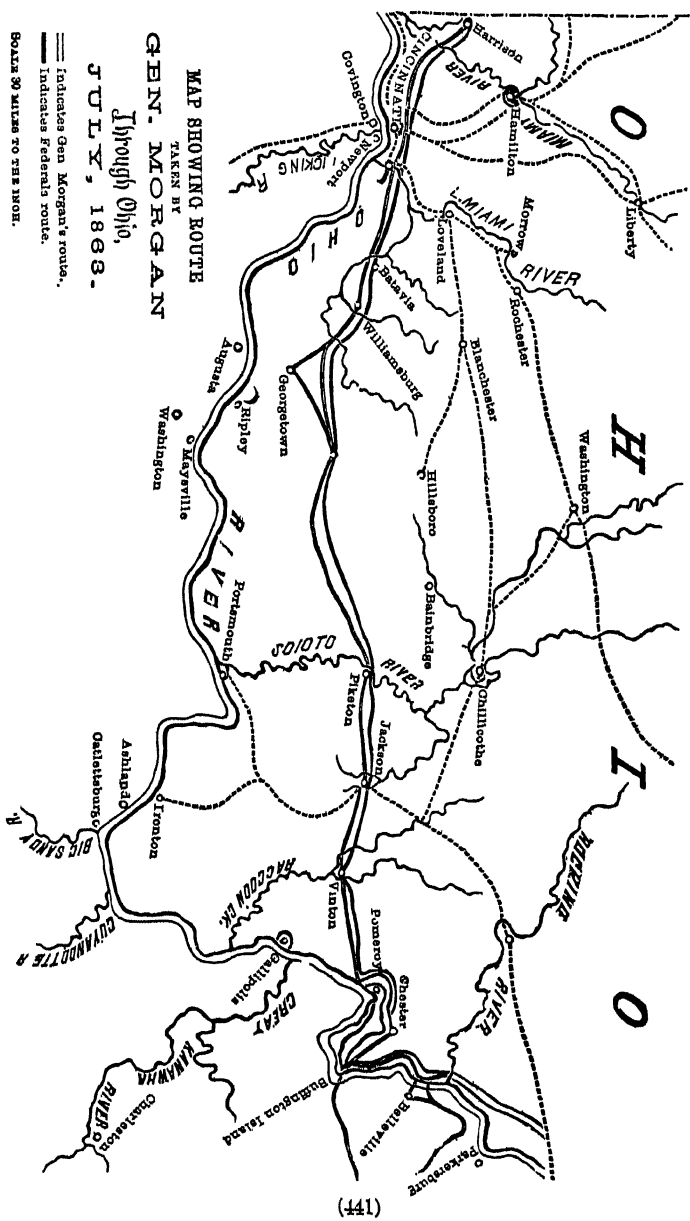 MAP SHOWING ROUTE
TAKEN BY
GEN. MORGAN
Through Ohio,
JULY, 1863.
Indicates Gen Morgan's route.
Indicates Federals route.
SCALE 30 MILES TO THE INCH.
O H I O
Harrison
CINCINNATI
MIAMI RIVER
Hamilton
Liberty
Covington
Newport
LICKING R
L. MIAMI RIVER
Morrow
Loveland
Rochester
Batavia
Williamsburg
Blanchester
Georgetown
Hillsboro
Washington
OHIO RIVER
Augusta
Ripley
Washington
Maysville
Portsmouth
Bainbridge
SCIOTO RIVER
Piketon
Chillicothe
Jackson
Ashland
Catlettsburg
Ironton
BIG SANDY R.
GUYANDOTTE R
RACCOON CK.
Vinton
HOCKING RIVER
Pomeroy
Chester
Gallipolis
GREAT KANAWHA RIVER
Charleston
Buffington Island
Belleville
Parkersburg
(441)